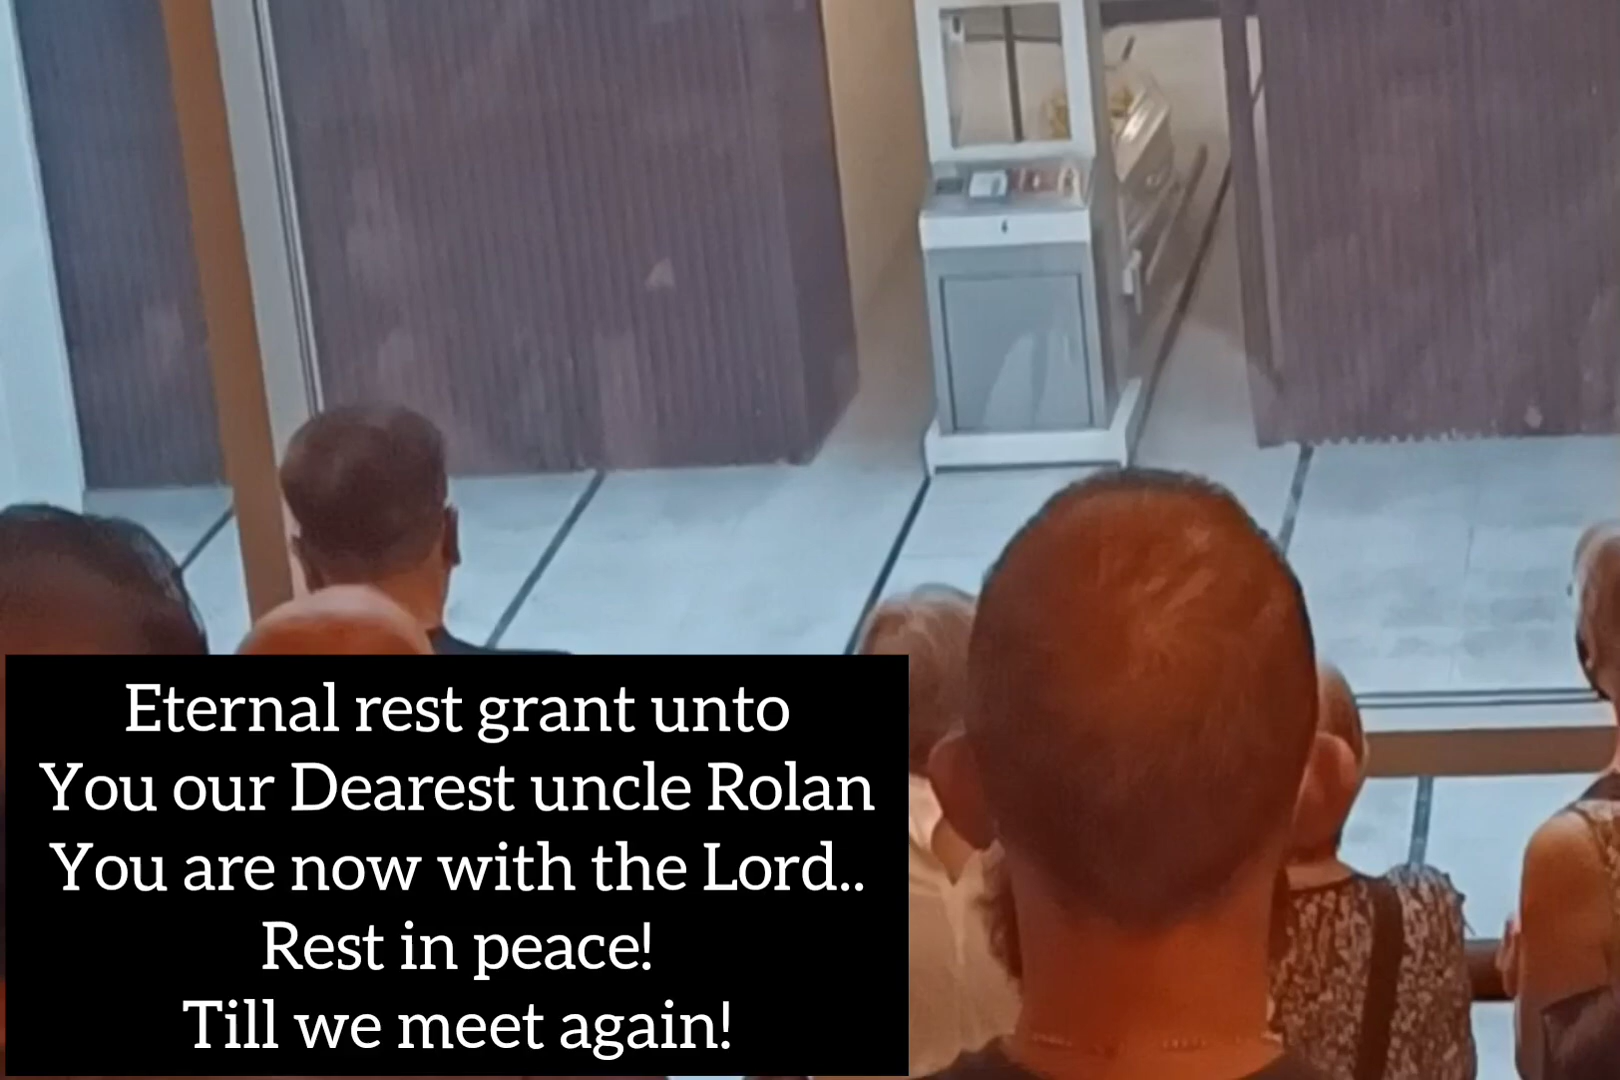 Eternal rest grant unto
You our Dearest uncle Rolan
You are now with the Lord..
Rest in peace!
Till we meet again!